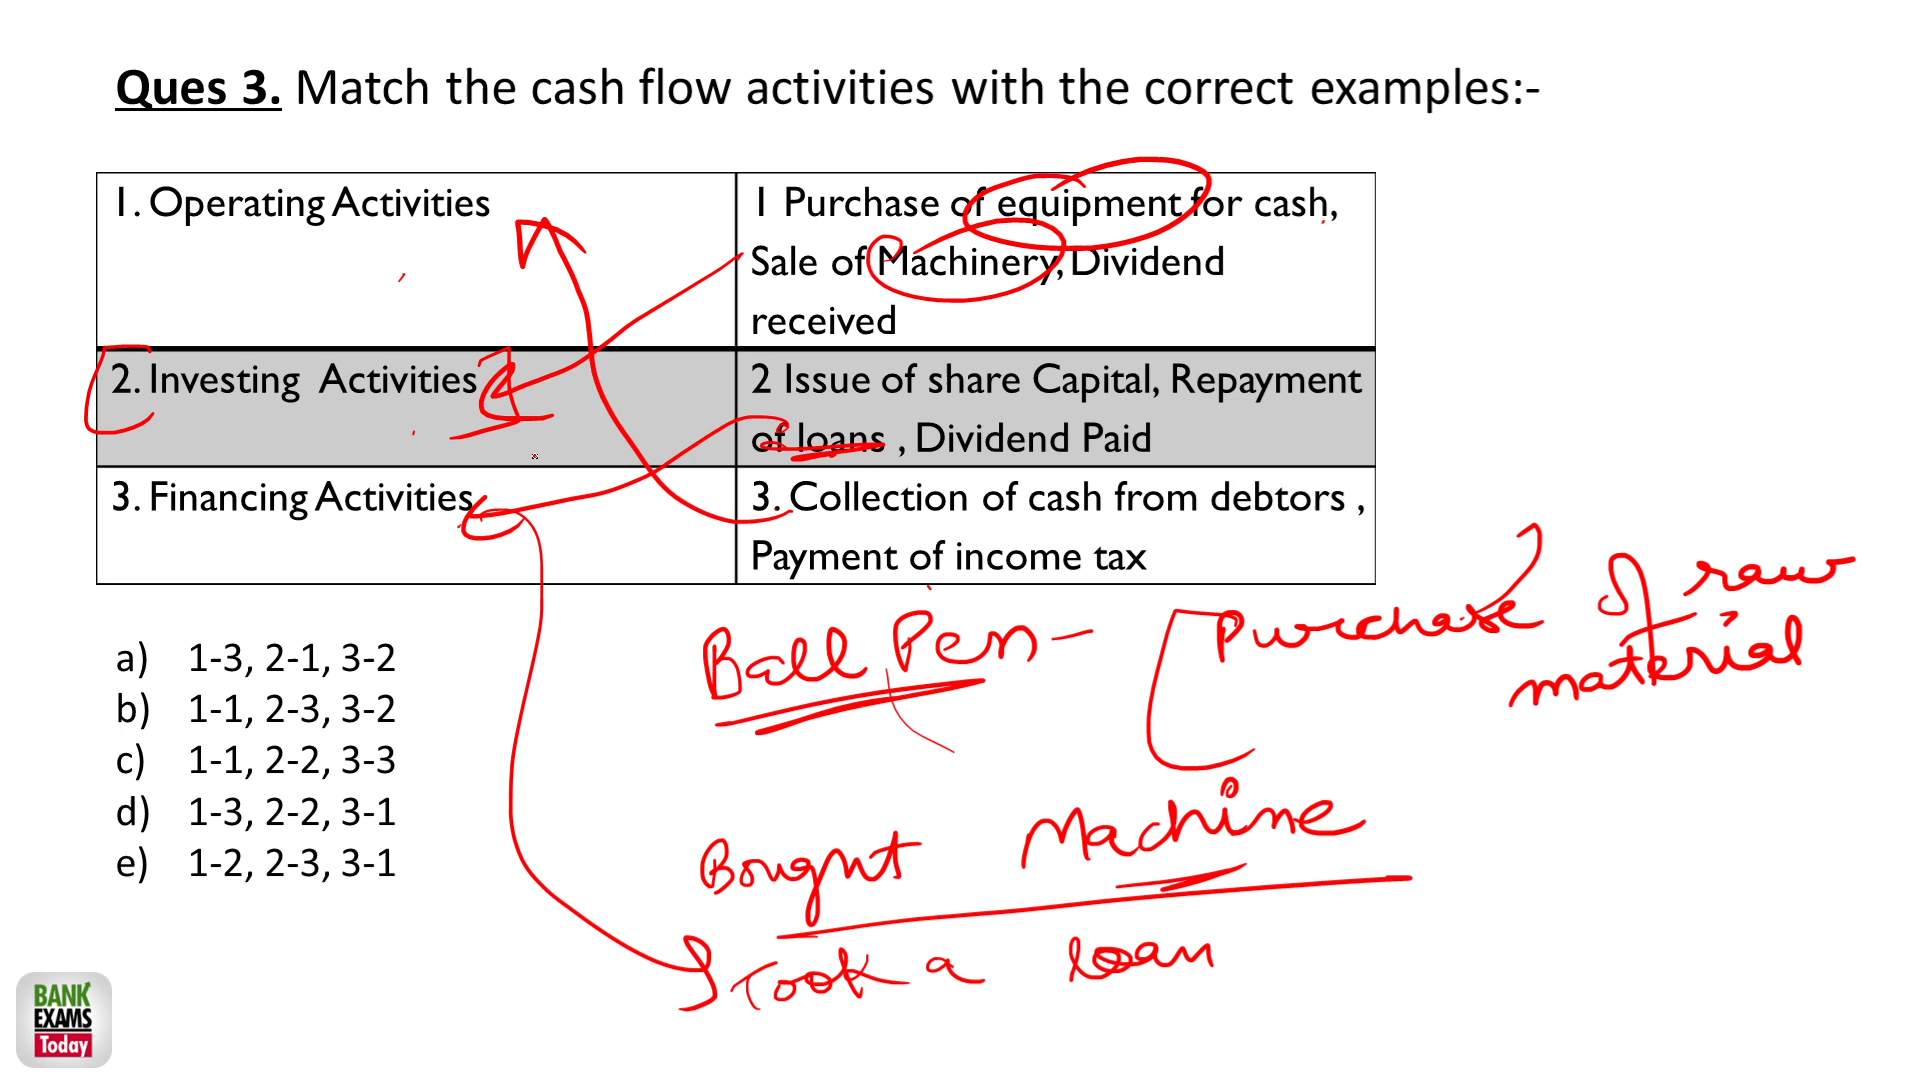 Ques 3. Match the cash flow activities with the correct examples:-
1. Operating Activities
1 Purchase of equipment for cash,
Sale of Machinery, Dividend
received
2. Investing Activities
2 Issue of share Capital, Repayment
of loans , Dividend Paid
3. Financing Activities
3. Collection of cash from debtors ,
Payment of income tax
a) 1-3, 2-1, 3-2
b) 1-1, 2-3, 3-2
c) 1-1, 2-2, 3-3
d) 1-3, 2-2, 3-1
e) 1-2, 2-3, 3-1
Ball Pen - Purchase of raw
material
Bought Machine
Took a loan
BANK
EXAMS
Today